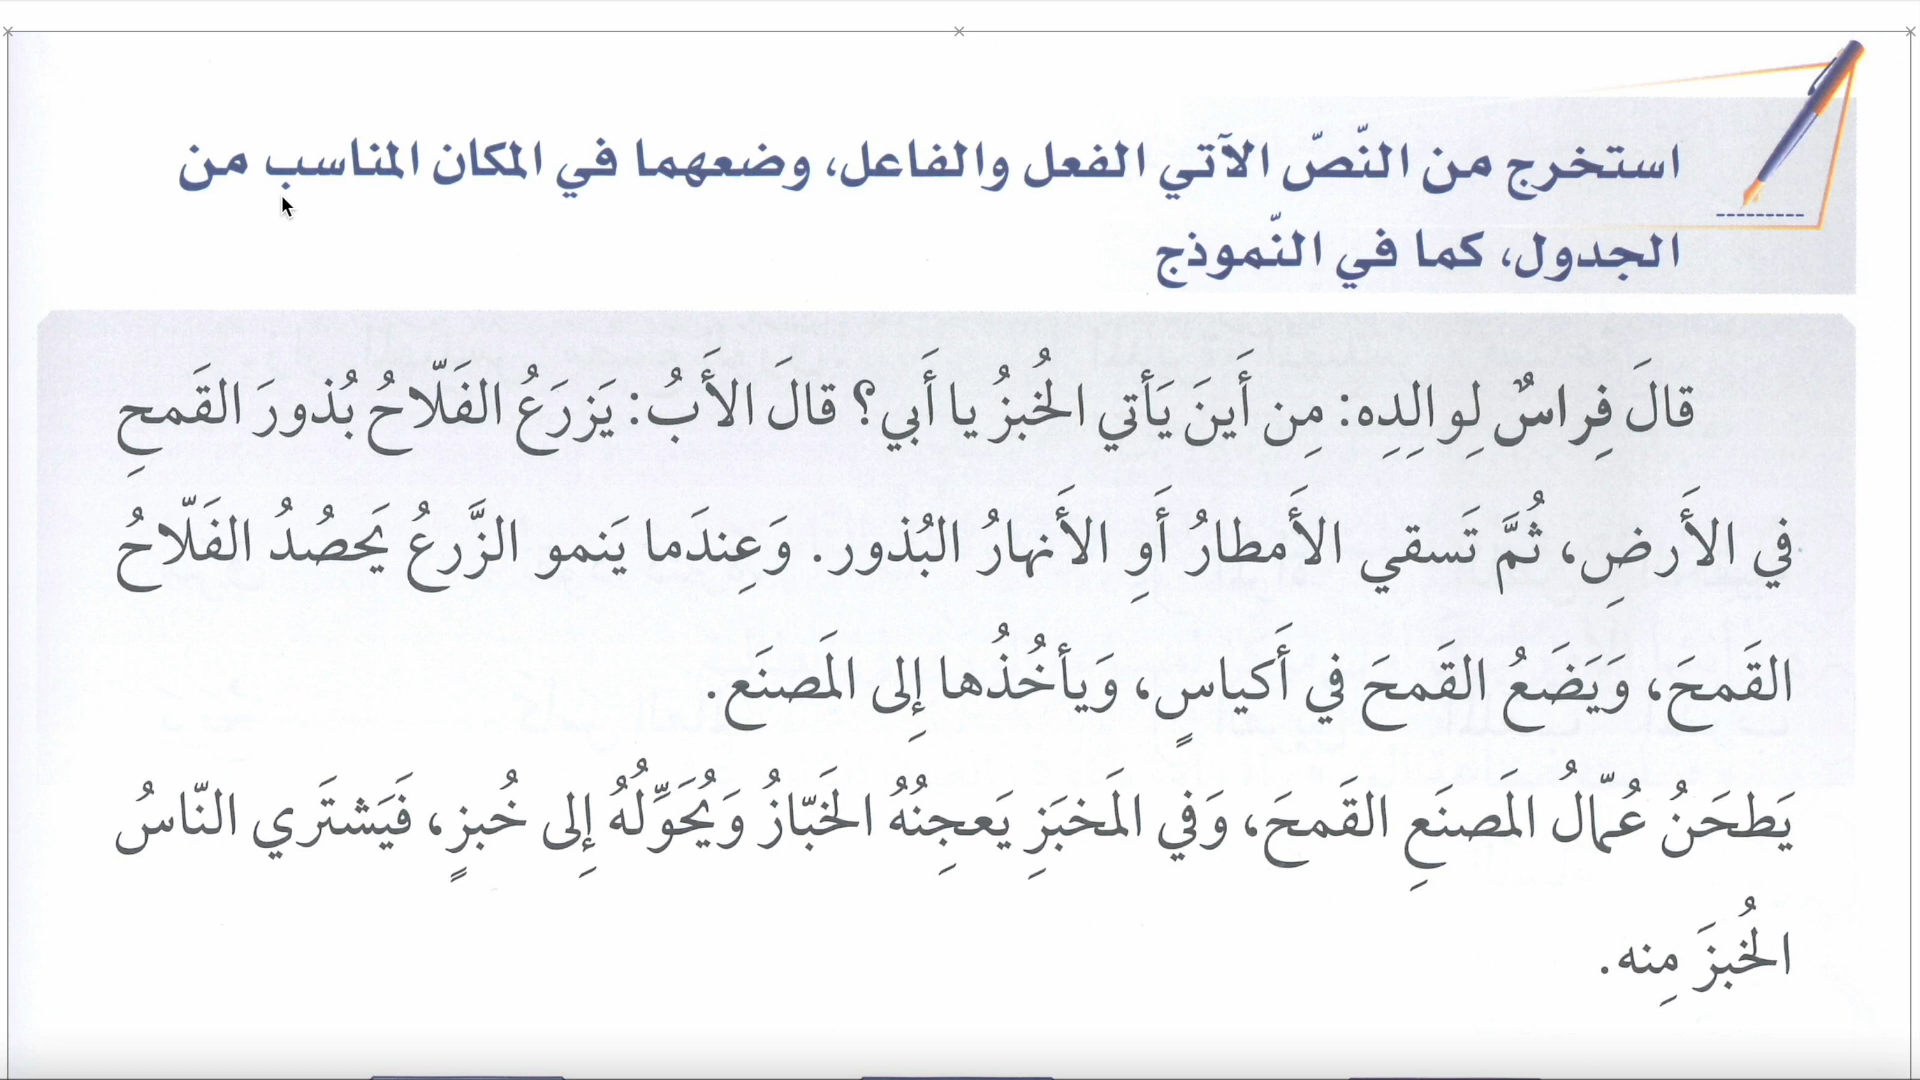 استخرج من النّصّ الآتي الفعل والفاعل، وضعهما في المكان المناسب من
الجدول، كما في النّموذج
قالَ فِراسٌ لِوالِدِه: مِن أَينَ يَأتي الخُبزُ يا أَبي؟ قالَ الأَبُ: يَزرَعُ الفَلّاحُ بُذورَ القَمحِ
في الأَرضِ، ثُمَّ تَسقي الأَمطارُ أَوِ الأَنهارُ البُذور. وَعِندَما يَنمو الزَّرعُ يَحصُدُ الفَلّاحُ
القَمحَ، وَيَضَعُ القَمحَ في أَكياسٍ، وَيأخُذُها إِلى المَصنَع.
يَطحَنُ عُمّالُ المَصنَعِ القَمحَ، وَفي المَخبَزِ يَعجِنُهُ الخَبّازُ وَيُحَوِّلُهُ إِلى خُبزٍ، فَيَشتَري النّاسُ
الخُبزَ مِنه.